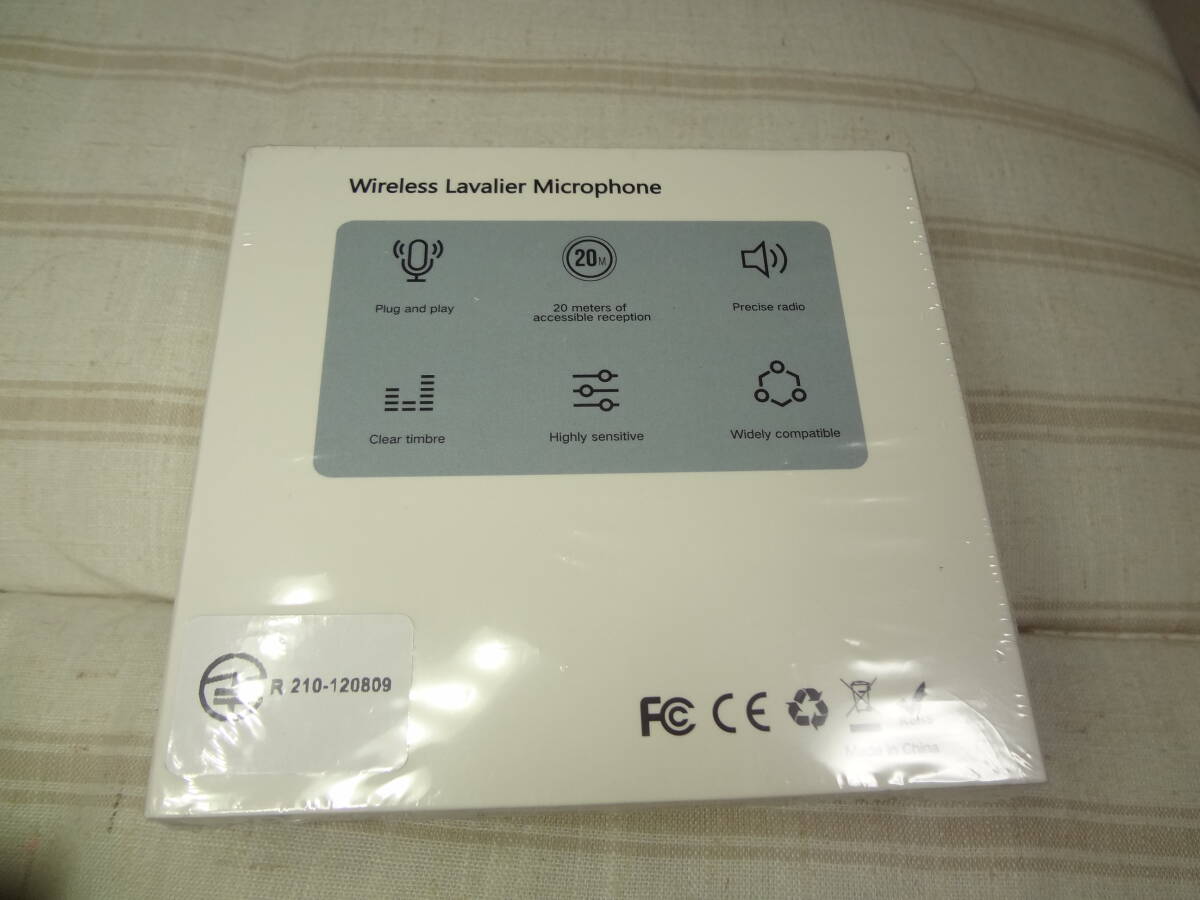 Wireless Lavalier Microphone
20M
Plug and play
20 meters of
accessible reception
Precise radio
Clear timbre
Highly sensitive
Widely compatible
R 210-120809
FC CE
RoHS
Made in China